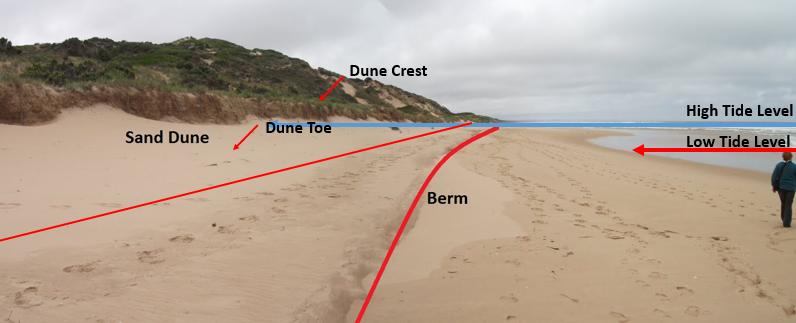 Dune Crest
High Tide Level
Dune Toe
Sand Dune
Low Tide Level
Berm